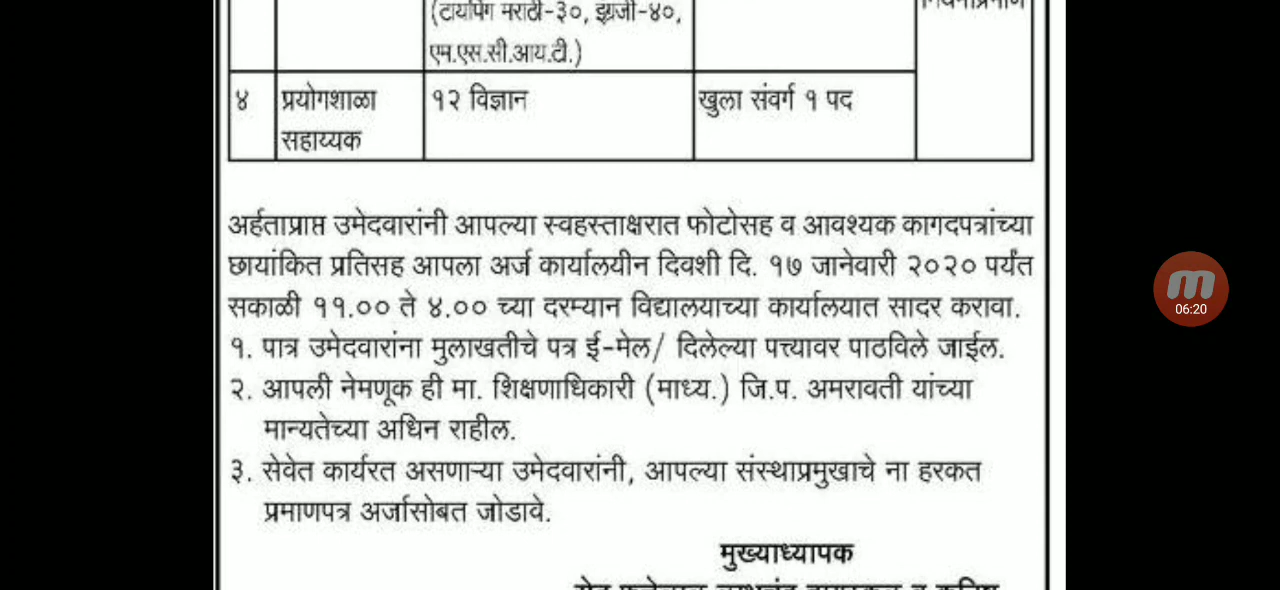 (टायपिंग मराठी-३०, इंग्रजी-४०,
एम.एस.सी.आय.टी.)
४ प्रयोगशाळा सहाय्यक १२ विज्ञान खुला संवर्ग १ पद
अर्हताप्राप्त उमेदवारांनी आपल्या स्वहस्ताक्षरात फोटोसह व आवश्यक कागदपत्रांच्या
छायांकित प्रतिसह आपला अर्ज कार्यालयीन दिवशी दि. १७ जानेवारी २०२० पर्यंत
सकाळी ११.०० ते ४.०० च्या दरम्यान विद्यालयाच्या कार्यालयात सादर करावा.
१. पात्र उमेदवारांना मुलाखतीचे पत्र ई-मेल/ दिलेल्या पत्त्यावर पाठविले जाईल.
२. आपली नेमणूक ही मा. शिक्षणाधिकारी (माध्य.) जि.प. अमरावती यांच्या
मान्यतेच्या अधिन राहील.
३. सेवेत कार्यरत असणाऱ्या उमेदवारांनी, आपल्या संस्थाप्रमुखाचे ना हरकत
प्रमाणपत्र अर्जासोबत जोडावे.
मुख्याध्यापक
06:20